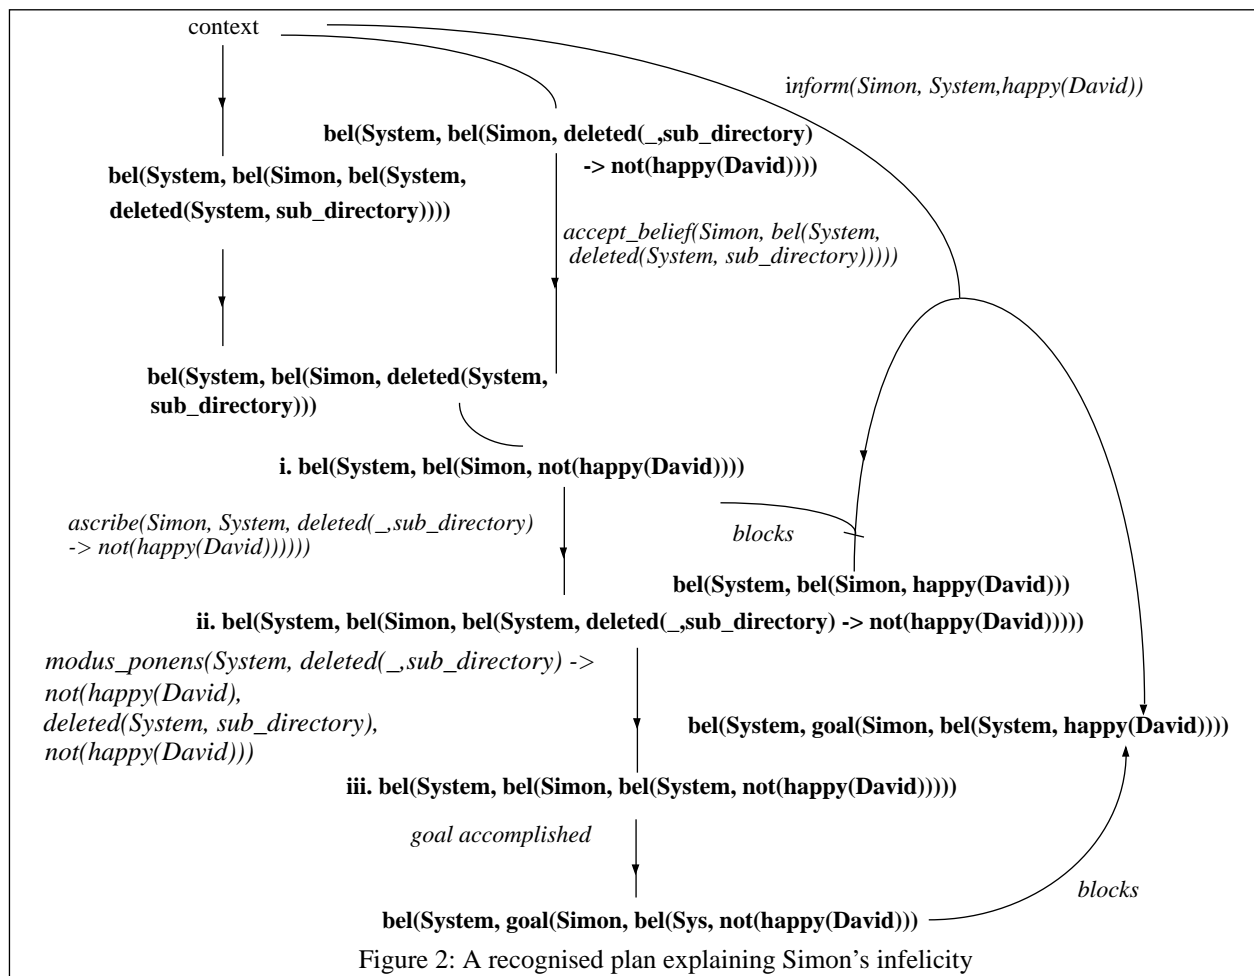 context
inform(Simon, System,happy(David))
bel(System, bel(Simon, deleted(_,sub_directory)
-> not(happy(David))))
bel(System, bel(Simon, bel(System,
deleted(System, sub_directory))))
accept_belief(Simon, bel(System,
deleted(System, sub_directory)))))
bel(System, bel(Simon, deleted(System,
sub_directory)))
i. bel(System, bel(Simon, not(happy(David))))
ascribe(Simon, System, deleted(_,sub_directory)
-> not(happy(David))))))
blocks
bel(System, bel(Simon, happy(David)))
ii. bel(System, bel(Simon, bel(System, deleted(_,sub_directory) -> not(happy(David)))))
modus_ponens(System, deleted(_,sub_directory) ->
not(happy(David),
deleted(System, sub_directory),
not(happy(David)))
bel(System, goal(Simon, bel(System, happy(David))))
iii. bel(System, bel(Simon, bel(System, not(happy(David)))))
goal accomplished
blocks
bel(System, goal(Simon, bel(Sys, not(happy(David)))
Figure 2: A recognised plan explaining Simon's infelicity